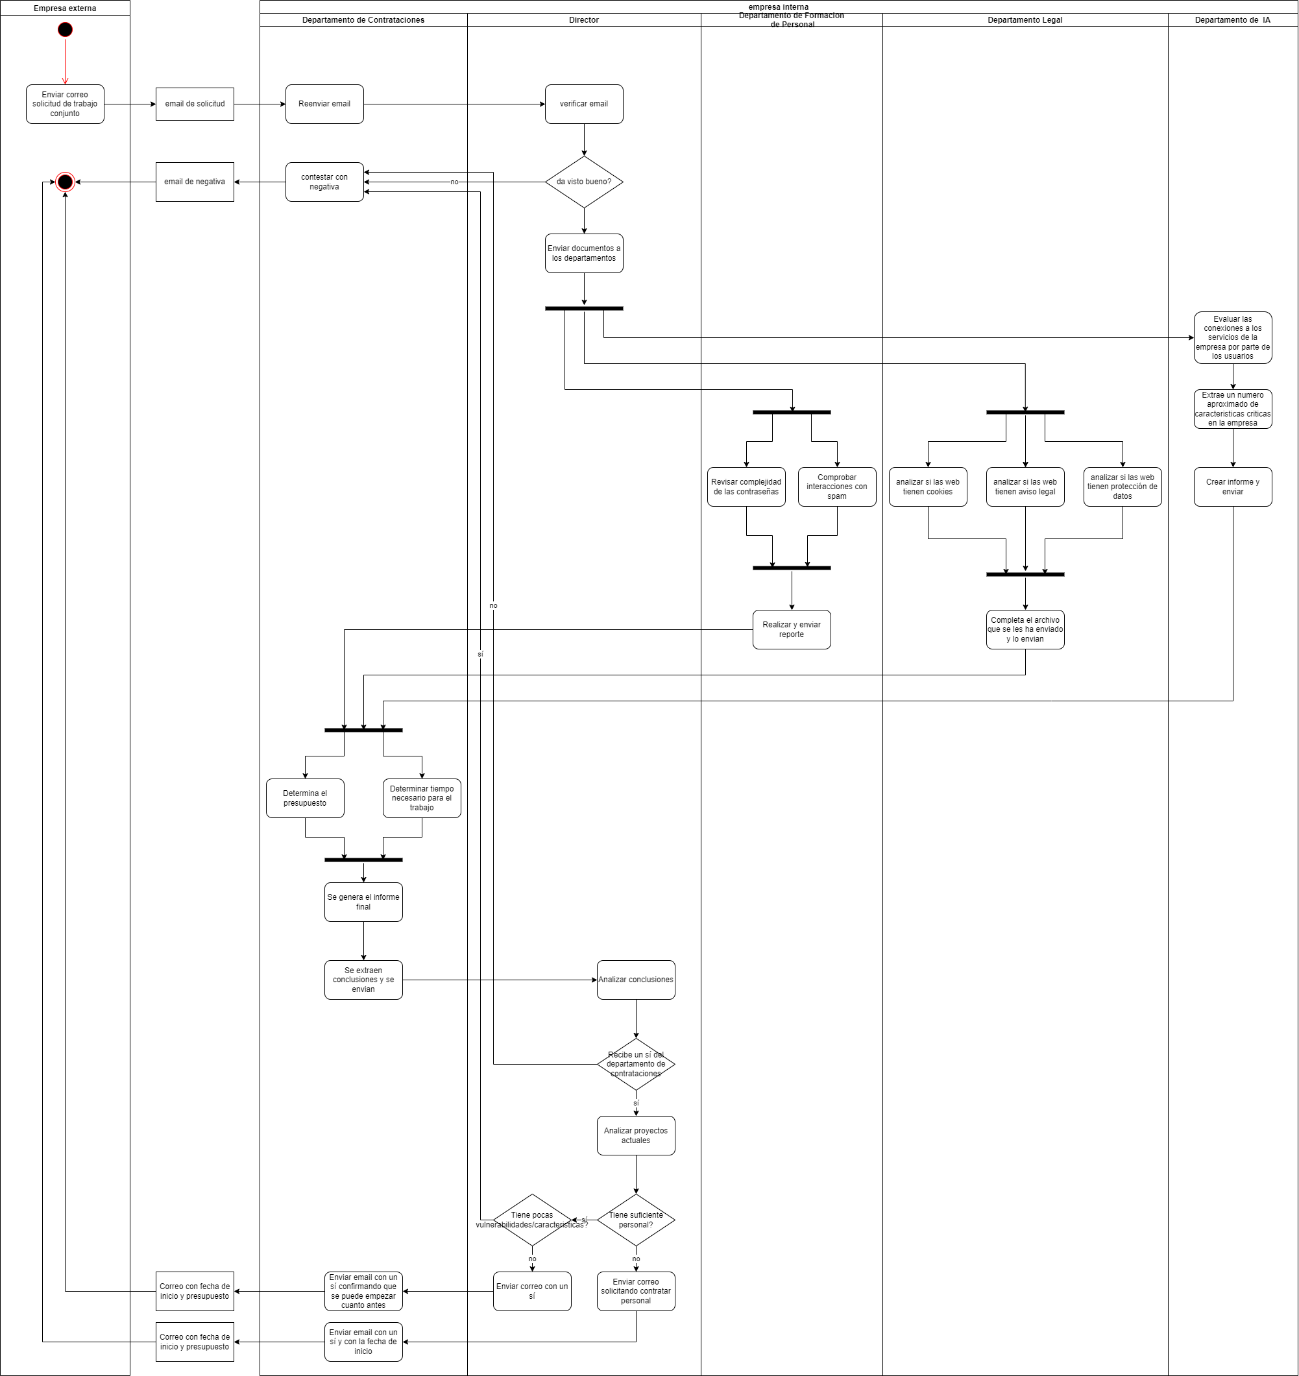 Empresa externa
empresa interna
Departamento de Contrataciones
Director
Departamento de Formacion
de Personal
Departamento Legal
Departamento de IA
Enviar correo
solicitud de trabajo
conjunto
email de solicitud
Reenviar email
verificar email
email de negativa
contestar con
negativa
no
da visto bueno?
Enviar documentos a
los departamentos
Evaluar las
conexiones a los
servicios de la
empresa por parte de
los usuarios
Extrae un numero
aproximado de
caracteristicas criticas
en la empresa
Revisar complejidad
de las contraseñas
Comprobar
interacciones con
spam
analizar si las web
tienen cookies
analizar si las web
tienen aviso legal
analizar si las web
tienen protección de
datos
Crear informe y
enviar
no
Realizar y enviar
reporte
Completa el archivo
que se les ha enviado
y lo envian
sí
Determina el
presupuesto
Determinar tiempo
necesario para el
trabajo
Se genera el informe
final
Se extraen
conclusiones y se
envian
Analizar conclusiones
Recibe un sí del
departamento de
contrataciones
sí
Analizar proyectos
actuales
Tiene pocas
vulnerabilidades/caracteristicas?
sí
Tiene suficiente
personal?
no
no
Correo con fecha de
inicio y presupuesto
Enviar email con un
sí confirmando que
se puede empezar
cuanto antes
Enviar correo con un
sí
Enviar correo
solicitando contratar
personal
Correo con fecha de
inicio y presupuesto
Enviar email con un
sí y con la fecha de
inicio